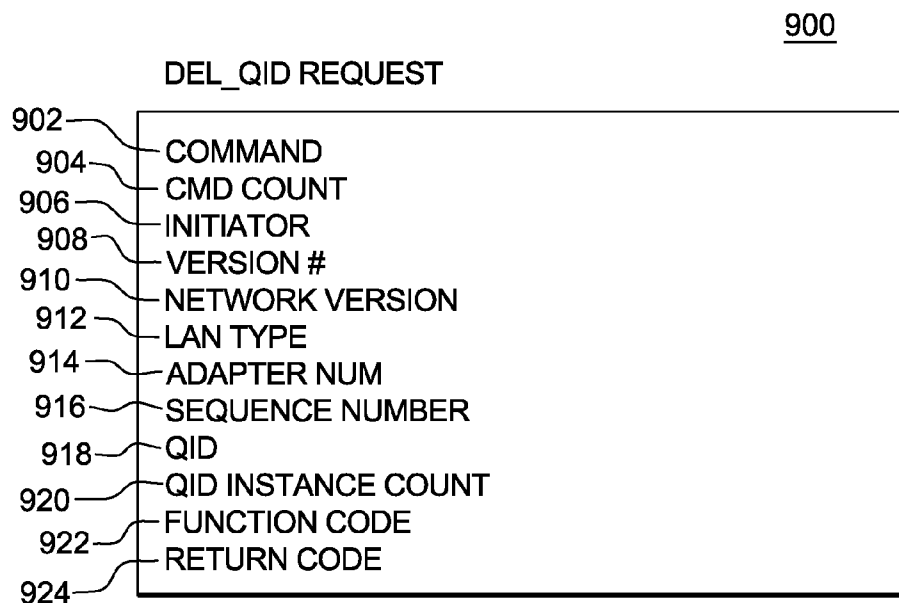 900
DEL_QID REQUEST
902 COMMAND
904 CMD COUNT
906 INITIATOR
908 VERSION #
910 NETWORK VERSION
912 LAN TYPE
914 ADAPTER NUM
916 SEQUENCE NUMBER
918 QID
920 QID INSTANCE COUNT
922 FUNCTION CODE
924 RETURN CODE